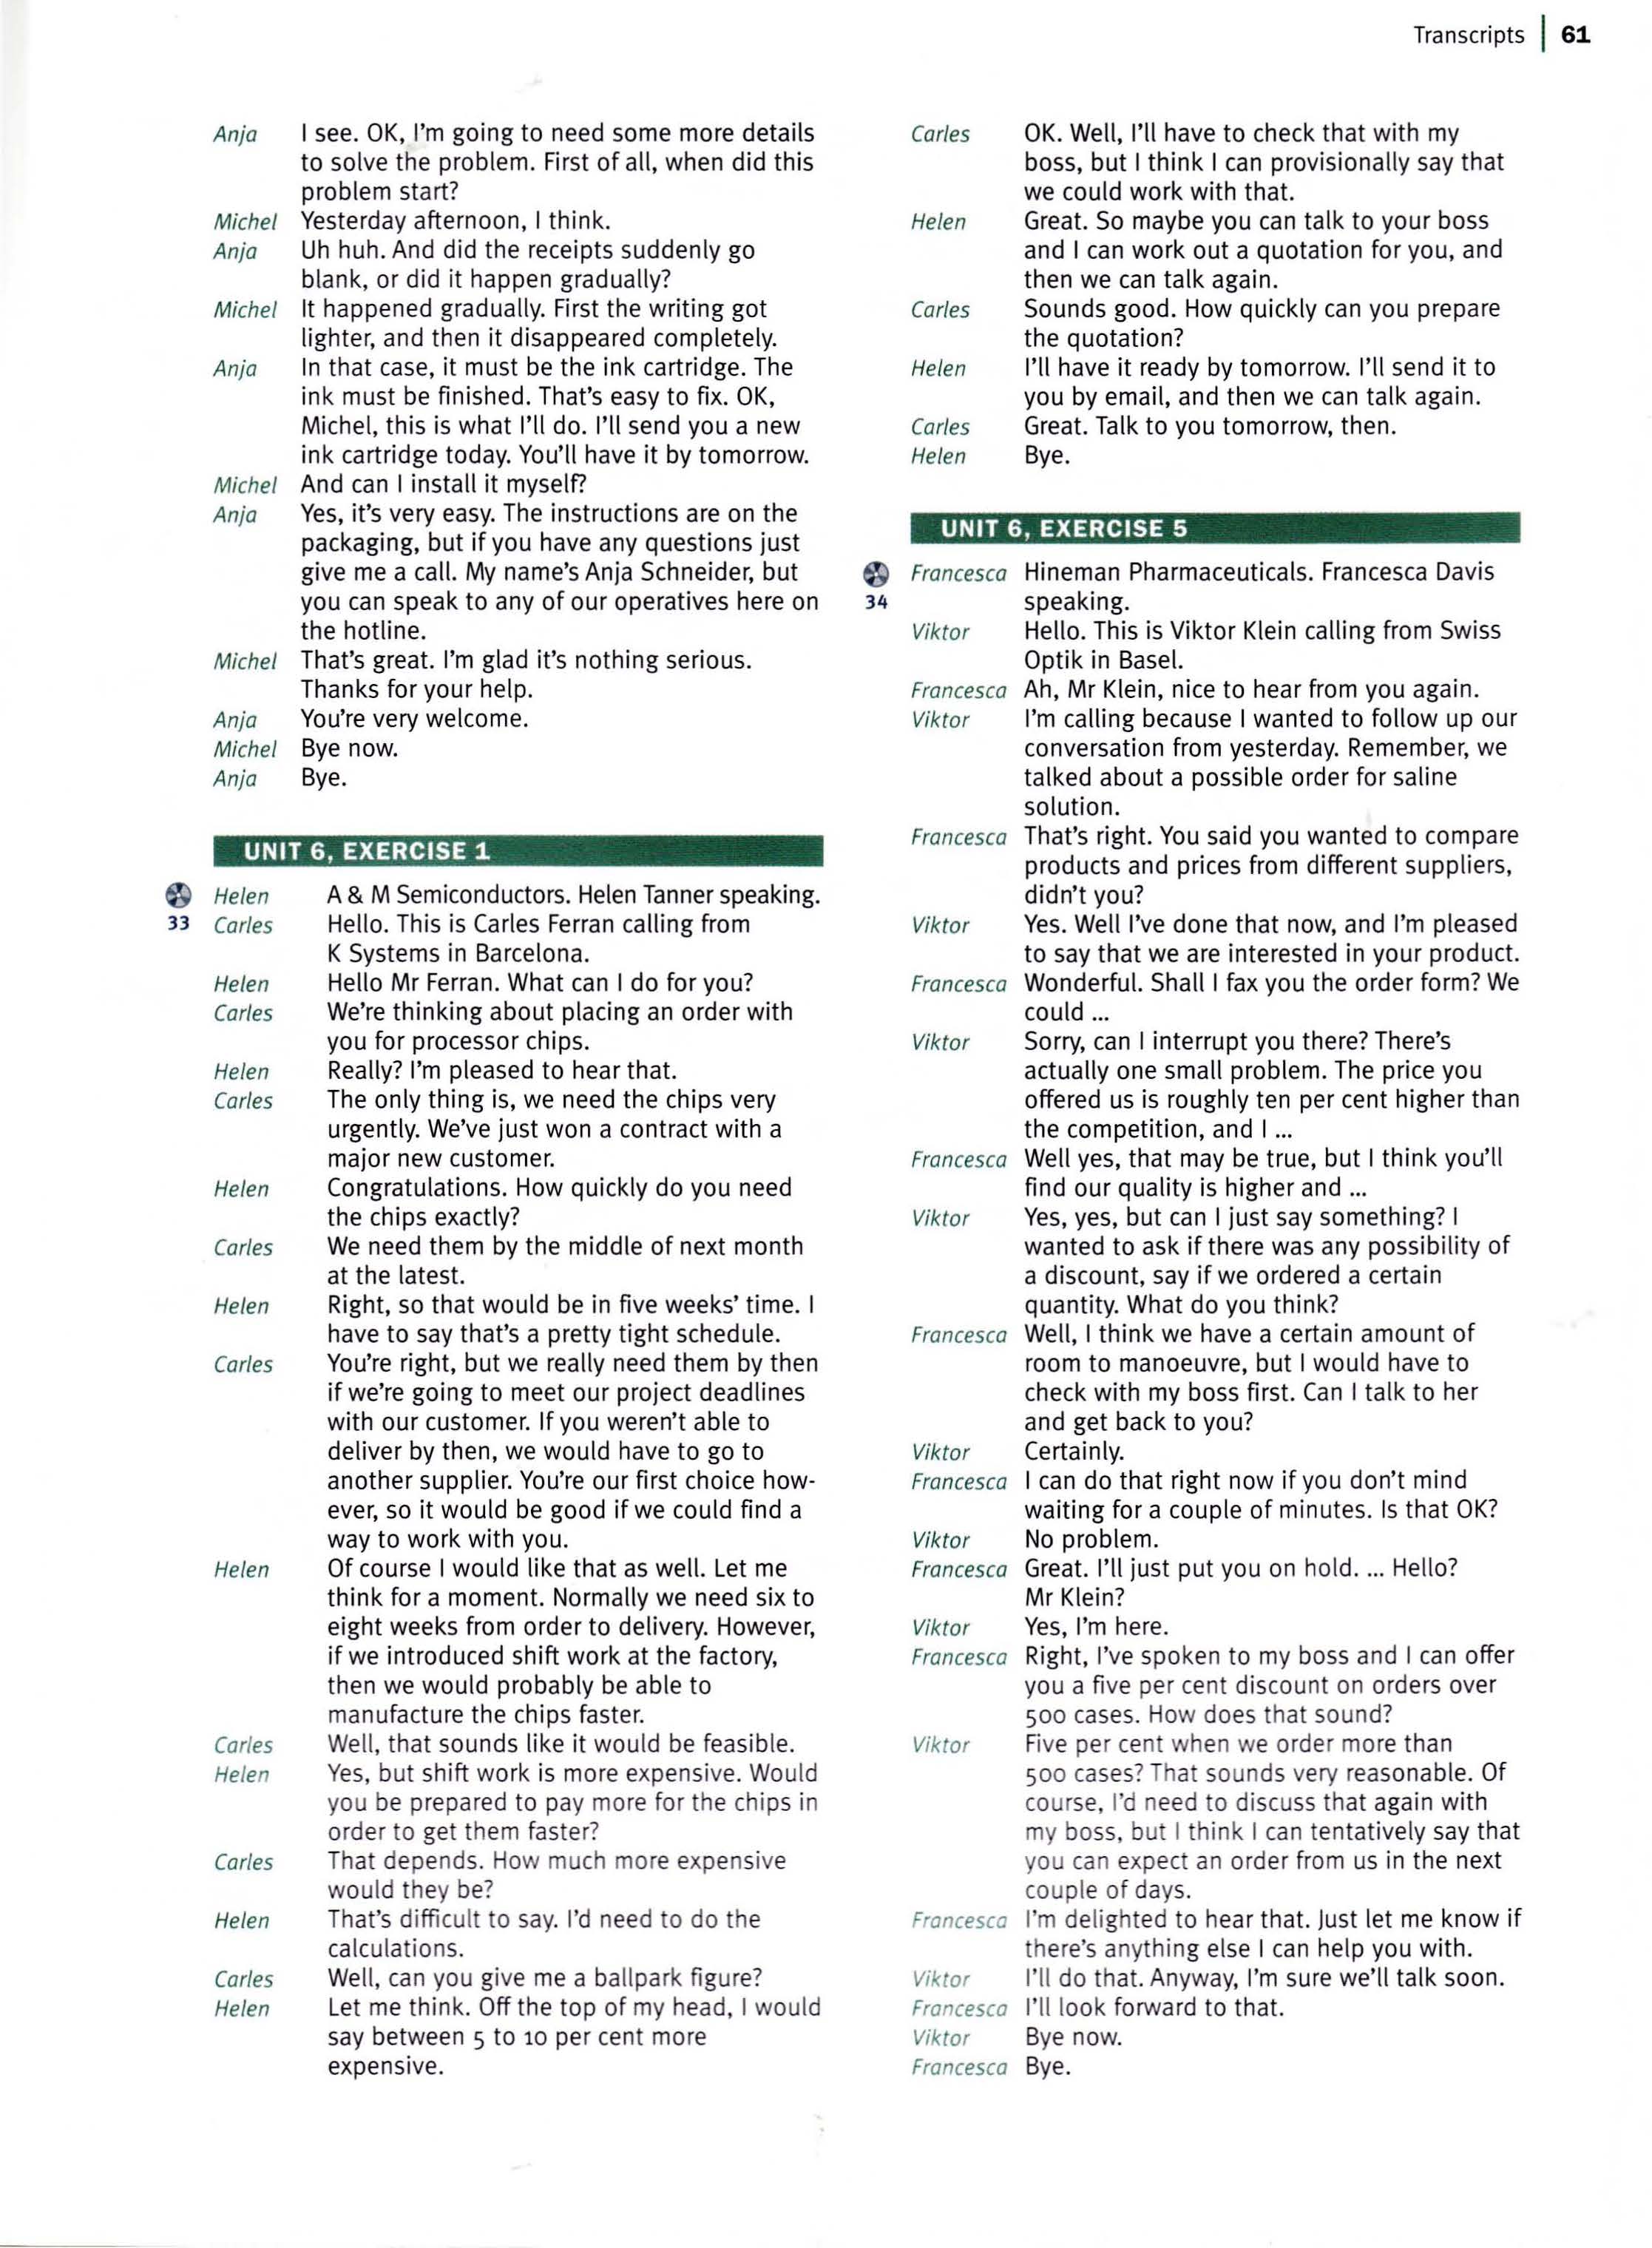 Transcripts | 61
Anja I see. OK, I'm going to need some more details
to solve the problem. First of all, when did this
problem start?
Michel Yesterday afternoon, I think.
Anja Uh huh. And did the receipts suddenly go
blank, or did it happen gradually?
Michel It happened gradually. First the writing got
lighter, and then it disappeared completely.
Anja In that case, it must be the ink cartridge. The
ink must be finished. That's easy to fix. OK,
Michel, this is what I'll do. I'll send you a new
ink cartridge today. You'll have it by tomorrow.
Michel And can I install it myself?
Anja Yes, it's very easy. The instructions are on the
packaging, but if you have any questions just
give me a call. My name's Anja Schneider, but
you can speak to any of our operatives here on
the hotline.
Michel That's great. I'm glad it's nothing serious.
Thanks for your help.
Anja You're very welcome.
Michel Bye now.
Anja Bye.
UNIT 6, EXERCISE 1
Helen A & M Semiconductors. Helen Tanner speaking.
33 Carles Hello. This is Carles Ferran calling from
K Systems in Barcelona.
Helen Hello Mr Ferran. What can I do for you?
Carles We're thinking about placing an order with
you for processor chips.
Helen Really? I'm pleased to hear that.
Carles The only thing is, we need the chips very
urgently. We've just won a contract with a
major new customer.
Helen Congratulations. How quickly do you need
the chips exactly?
Carles We need them by the middle of next month
at the latest.
Helen Right, so that would be in five weeks' time. I
have to say that's a pretty tight schedule.
Carles You're right, but we really need them by then
if we're going to meet our project deadlines
with our customer. If you weren't able to
deliver by then, we would have to go to
another supplier. You're our first choice how-
ever, so it would be good if we could find a
way to work with you.
Helen Of course I would like that as well. Let me
think for a moment. Normally we need six to
eight weeks from order to delivery. However,
if we introduced shift work at the factory,
then we would probably be able to
manufacture the chips faster.
Carles Well, that sounds like it would be feasible.
Helen Yes, but shift work is more expensive. Would
you be prepared to pay more for the chips in
order to get them faster?
Carles That depends. How much more expensive
would they be?
Helen That's difficult to say. I'd need to do the
calculations.
Carles Well, can you give me a ballpark figure?
Helen Let me think. Off the top of my head, I would
say between 5 to 10 per cent more
expensive.
Carles OK. Well, I'll have to check that with my
boss, but I think I can provisionally say that
we could work with that.
Helen Great. So maybe you can talk to your boss
and I can work out a quotation for you, and
then we can talk again.
Carles Sounds good. How quickly can you prepare
the quotation?
Helen I'll have it ready by tomorrow. I'll send it to
you by email, and then we can talk again.
Carles Great. Talk to you tomorrow, then.
Helen Bye.
UNIT 6, EXERCISE 5
Francesca Hineman Pharmaceuticals. Francesca Davis
34 speaking.
Viktor Hello. This is Viktor Klein calling from Swiss
Optik in Basel.
Francesca Ah, Mr Klein, nice to hear from you again.
Viktor I'm calling because I wanted to follow up our
conversation from yesterday. Remember, we
talked about a possible order for saline
solution.
Francesca That's right. You said you wanted to compare
products and prices from different suppliers,
didn't you?
Viktor Yes. Well I've done that now, and I'm pleased
to say that we are interested in your product.
Francesca Wonderful. Shall I fax you the order form? We
could ...
Viktor Sorry, can I interrupt you there? There's
actually one small problem. The price you
offered us is roughly ten per cent higher than
the competition, and I ...
Francesca Well yes, that may be true, but I think you'll
find our quality is higher and ...
Viktor Yes, yes, but can I just say something? I
wanted to ask if there was any possibility of
a discount, say if we ordered a certain
quantity. What do you think?
Francesca Well, I think we have a certain amount of
room to manoeuvre, but I would have to
check with my boss first. Can I talk to her
and get back to you?
Viktor Certainly.
Francesca I can do that right now if you don't mind
waiting for a couple of minutes. Is that OK?
Viktor No problem.
Francesca Great. I'll just put you on hold. ... Hello?
Mr Klein?
Viktor Yes, I'm here.
Francesca Right, I've spoken to my boss and I can offer
you a five per cent discount on orders over
500 cases. How does that sound?
Viktor Five per cent when we order more than
500 cases? That sounds very reasonable. Of
course, I'd need to discuss that again with
my boss, but I think I can tentatively say that
you can expect an order from us in the next
couple of days.
Francesca I'm delighted to hear that. Just let me know if
there's anything else I can help you with.
Viktor I'll do that. Anyway, I'm sure we'll talk soon.
Francesca I'll look forward to that.
Viktor Bye now.
Francesca Bye.